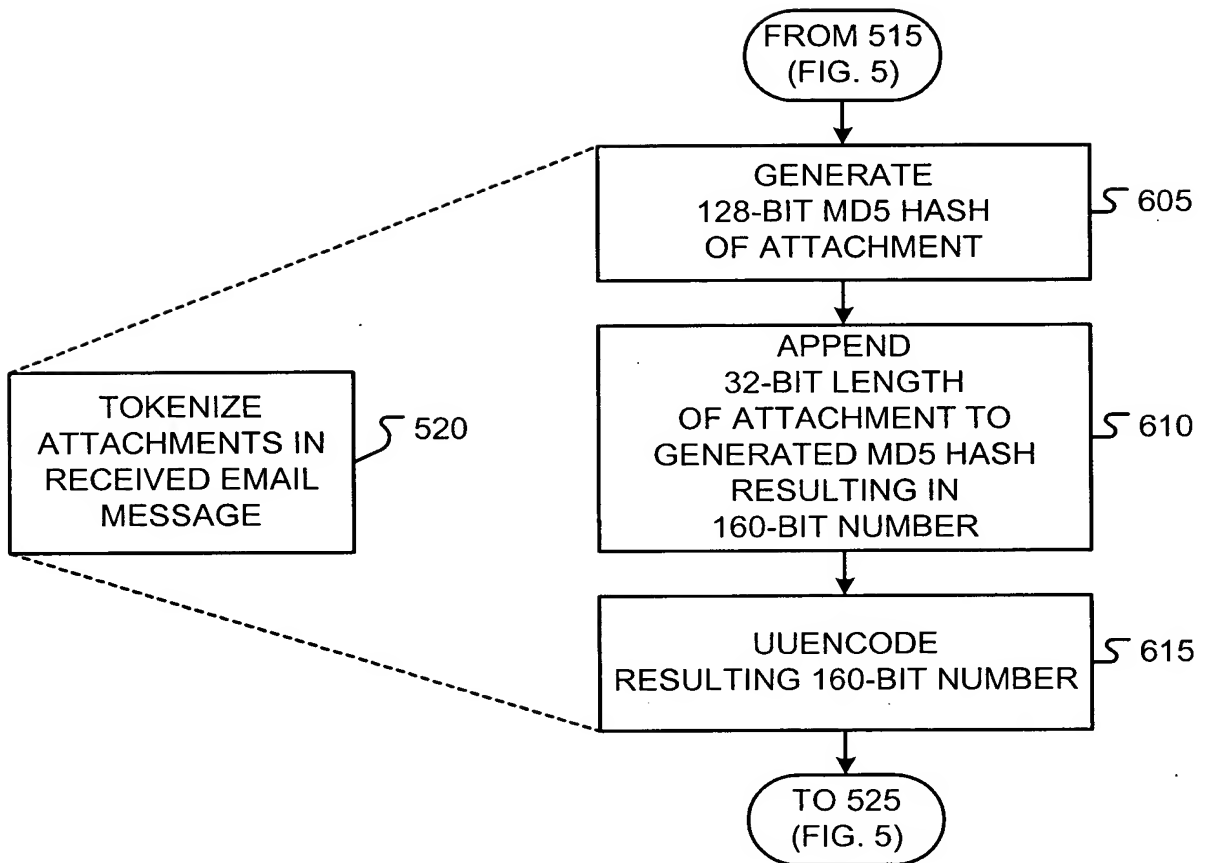 FROM 515
(FIG. 5)
GENERATE
128-BIT MD5 HASH
OF ATTACHMENT
605
APPEND
32-BIT LENGTH
OF ATTACHMENT TO
GENERATED MD5 HASH
RESULTING IN
160-BIT NUMBER
610
TOKENIZE
ATTACHMENTS IN
RECEIVED EMAIL
MESSAGE
520
UUENCODE
RESULTING 160-BIT NUMBER
615
TO 525
(FIG. 5)